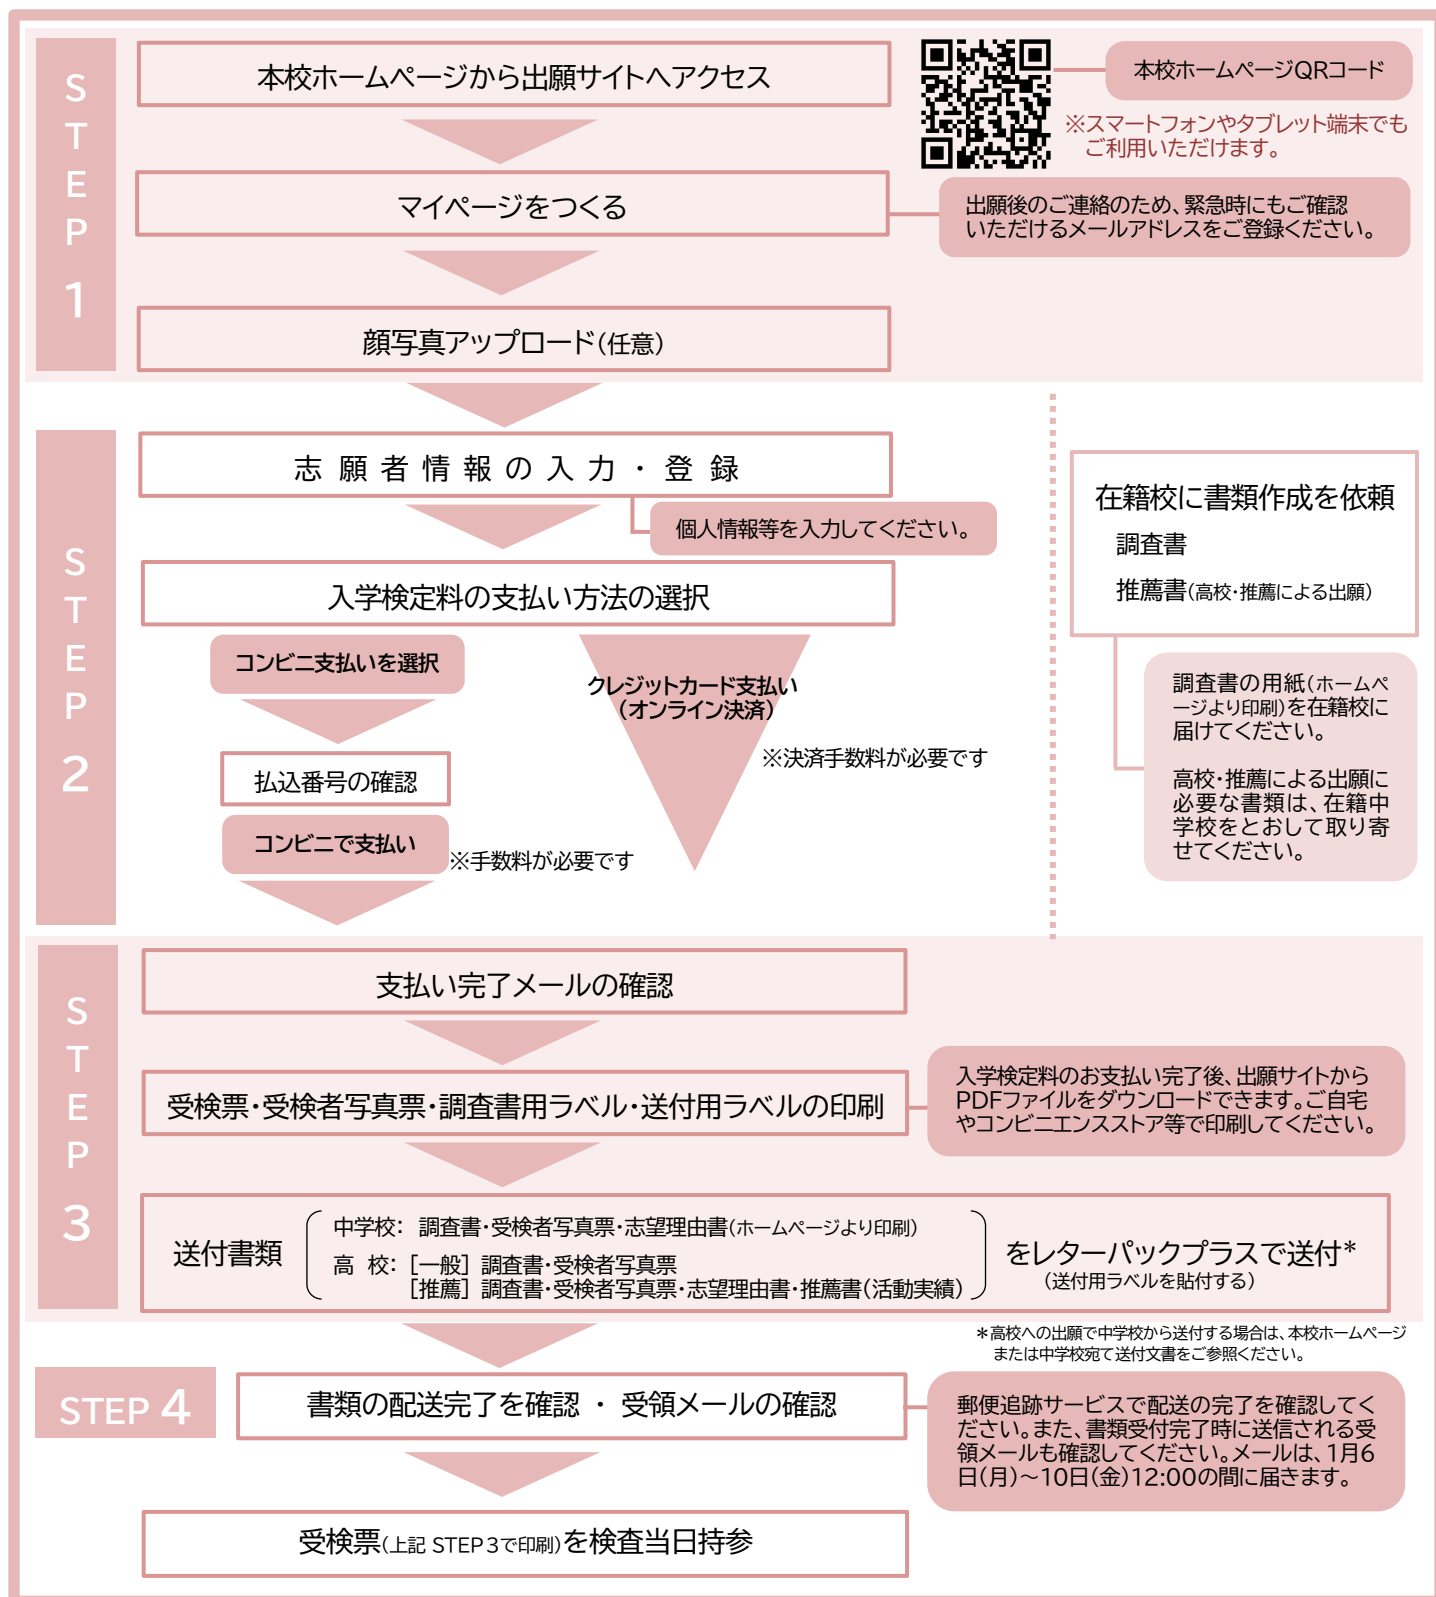 STEP 1
本校ホームページから出願サイトへアクセス
本校ホームページQRコード
※スマートフォンやタブレット端末でも
ご利用いただけます。
マイページをつくる
出願後のご連絡のため、緊急時にもご確認
いただけるメールアドレスをご登録ください。
顔写真アップロード(任意)
STEP 2
志願者情報の入力・登録
個人情報等を入力してください。
入学検定料の支払い方法の選択
コンビニ支払いを選択
クレジットカード支払い
(オンライン決済)
※決済手数料が必要です
払込番号の確認
コンビニで支払い
※手数料が必要です
在籍校に書類作成を依頼
調査書
推薦書(高校・推薦による出願)
調査書の用紙(ホームペ
ージより印刷)を在籍校に
届けてください。
高校・推薦による出願に
必要な書類は、在籍中
学校をとおして取り寄
せてください。
STEP 3
支払い完了メールの確認
受検票・受検者写真票・調査書用ラベル・送付用ラベルの印刷
入学検定料のお支払い完了後、出願サイトから
PDFファイルをダウンロードできます。ご自宅
やコンビニエンスストア等で印刷してください。
送付書類
中学校: 調査書・受検者写真票・志望理由書(ホームページより印刷)
高 校: [一般] 調査書・受検者写真票
[推薦] 調査書・受検者写真票・志望理由書・推薦書(活動実績)
をレターパックプラスで送付*
(送付用ラベルを貼付する)
*高校への出願で中学校から送付する場合は、本校ホームページ
または中学校宛て送付文書をご参照ください。
STEP 4
書類の配送完了を確認 ・ 受領メールの確認
郵便追跡サービスで配送の完了を確認してく
ださい。また、書類受付完了時に送信される受
領メールも確認してください。メールは、1月6
日(月)～10日(金)12:00の間に届きます。
受検票(上記 STEP3で印刷)を検査当日持参